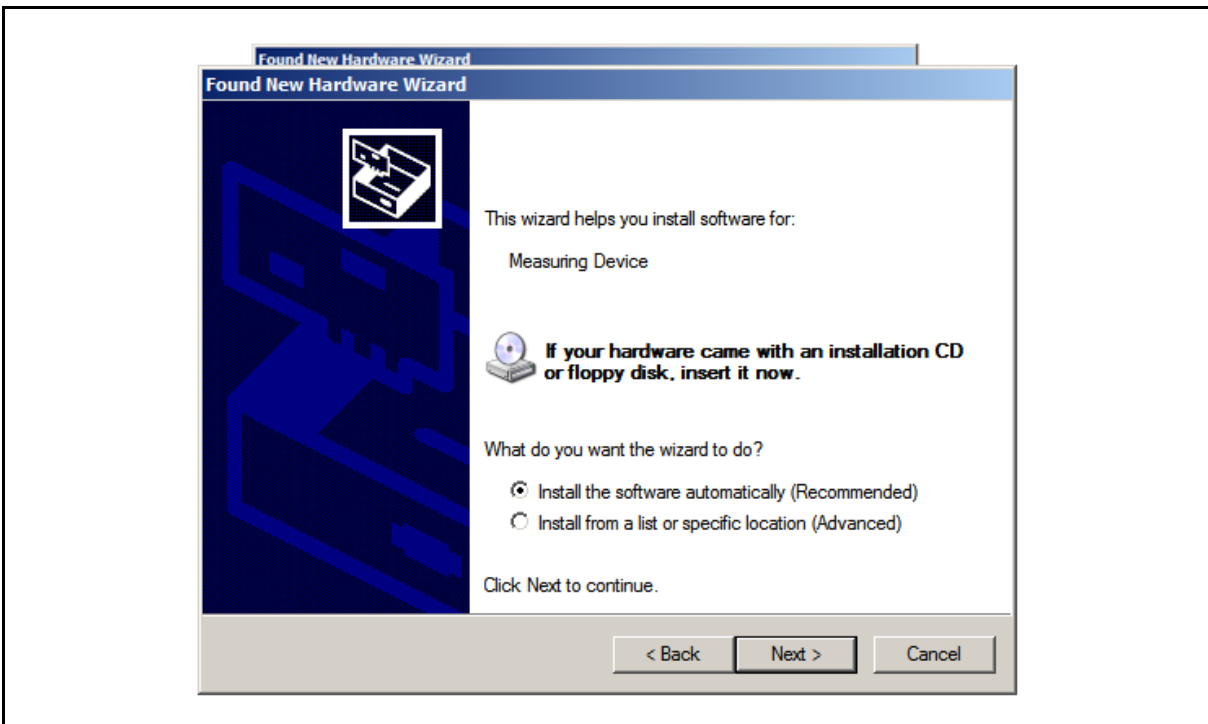 Found New Hardware Wizard
Found New Hardware Wizard
This wizard helps you install software for:
Measuring Device
If your hardware came with an installation CD
or floppy disk, insert it now.
What do you want the wizard to do?
Install the software automatically (Recommended)
Install from a list or specific location (Advanced)
Click Next to continue.
< Back Next > Cancel